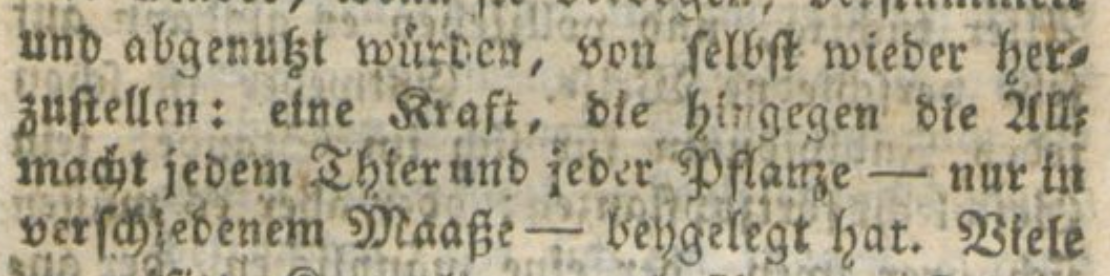 und abgenutzt würden, von ſelbſt wieder her-
zuſtellen: eine Kraft, die hingegen die All-
macht jedem Thier und jeder Pflanze — nur in
verſchiedenem Maaße — beygelegt hat. Viele